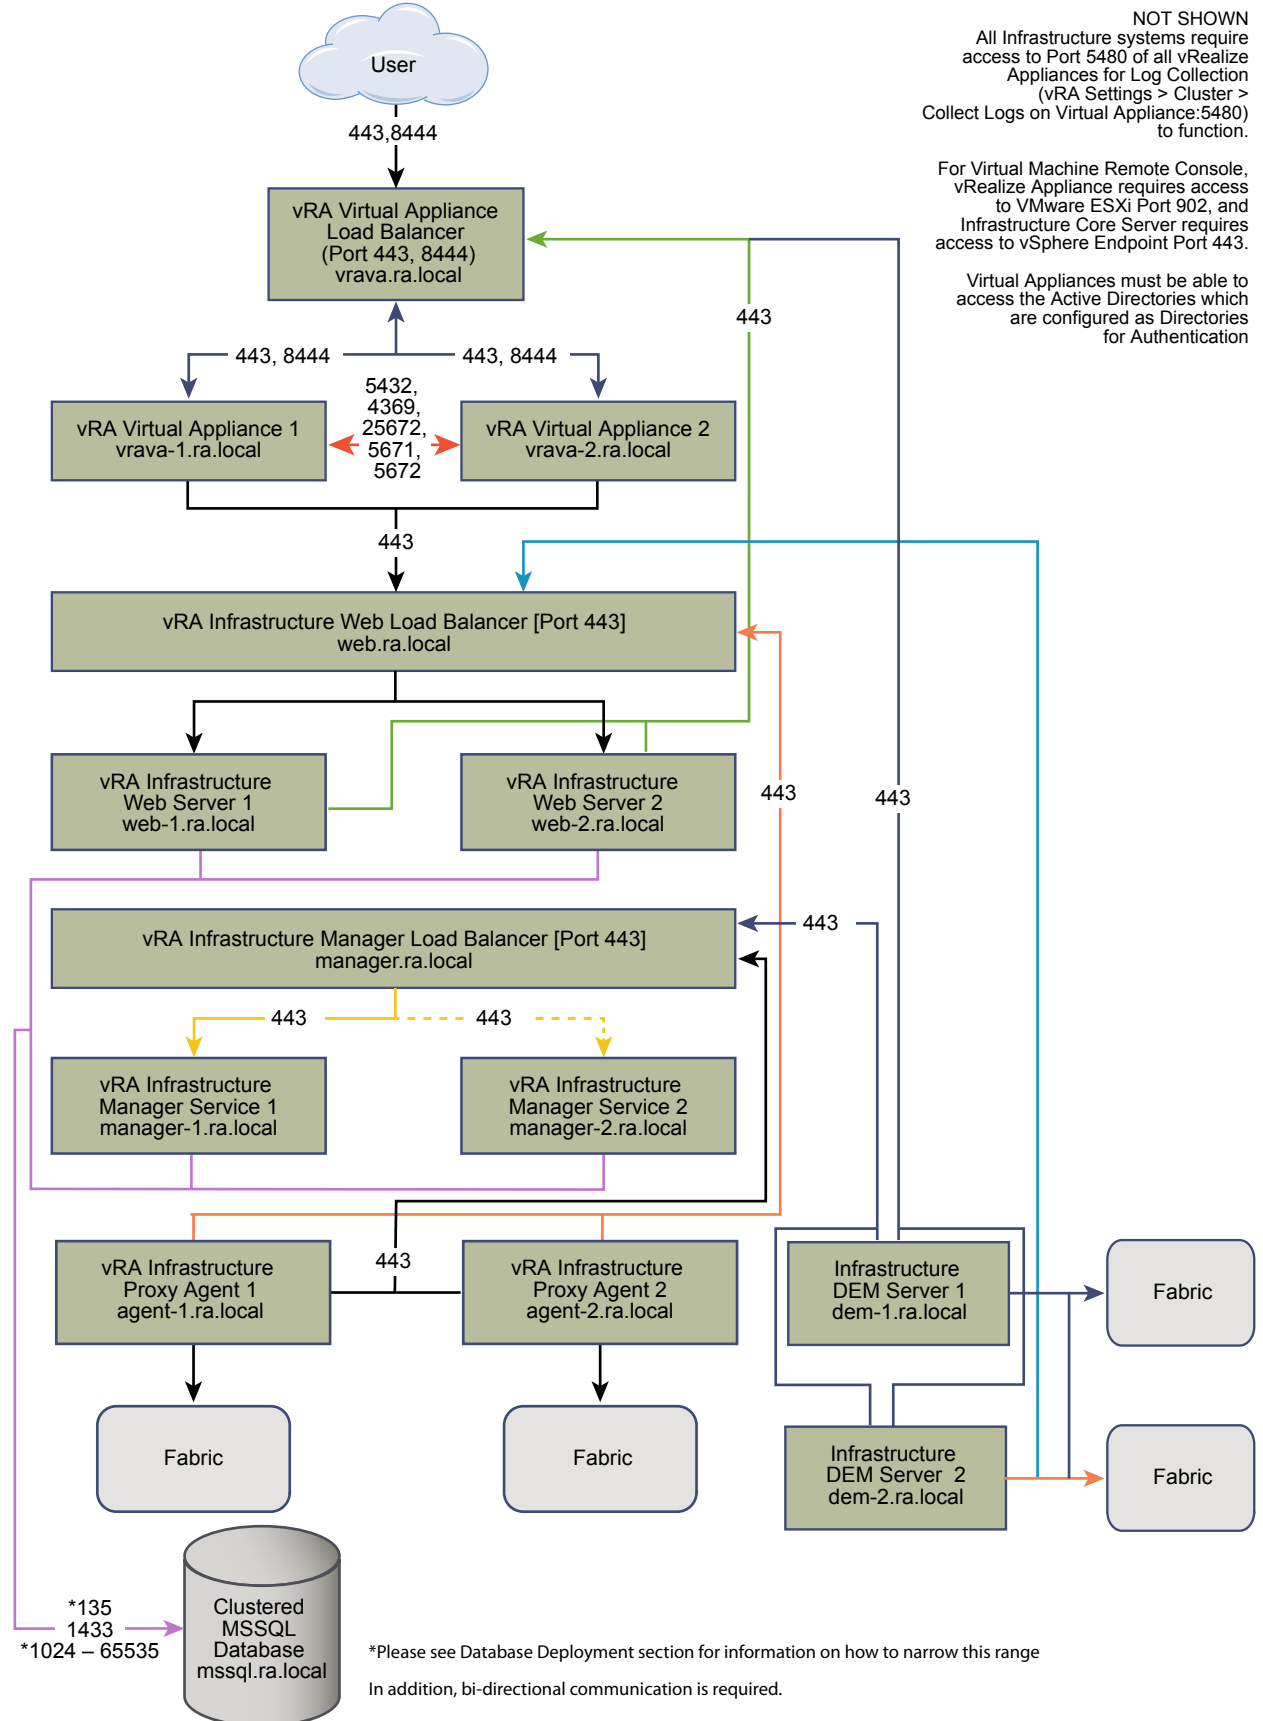 User
NOT SHOWN
All Infrastructure systems require
access to Port 5480 of all vRealize
Appliances for Log Collection
(vRA Settings > Cluster >
Collect Logs on Virtual Appliance:5480)
to function.
For Virtual Machine Remote Console,
vRealize Appliance requires access
to VMware ESXi Port 902, and
Infrastructure Core Server requires
access to vSphere Endpoint Port 443.
Virtual Appliances must be able to
access the Active Directories which
are configured as Directories
for Authentication
443,8444
vRA Virtual Appliance
Load Balancer
(Port 443, 8444)
vrava.ra.local
443
443, 8444
443, 8444
5432,
4369,
25672,
5671,
5672
vRA Virtual Appliance 1
vrava-1.ra.local
vRA Virtual Appliance 2
vrava-2.ra.local
443
vRA Infrastructure Web Load Balancer [Port 443]
web.ra.local
vRA Infrastructure
Web Server 1
web-1.ra.local
vRA Infrastructure
Web Server 2
web-2.ra.local
443
443
vRA Infrastructure Manager Load Balancer [Port 443]
manager.ra.local
443
443
443
vRA Infrastructure
Manager Service 1
manager-1.ra.local
vRA Infrastructure
Manager Service 2
manager-2.ra.local
vRA Infrastructure
Proxy Agent 1
agent-1.ra.local
443
vRA Infrastructure
Proxy Agent 2
agent-2.ra.local
Infrastructure
DEM Server 1
dem-1.ra.local
Fabric
Fabric
Fabric
Infrastructure
DEM Server  2
dem-2.ra.local
Fabric
*135
1433
*1024 – 65535
Clustered
MSSQL
Database
mssql.ra.local
*Please see Database Deployment section for information on how to narrow this range
In addition, bi-directional communication is required.